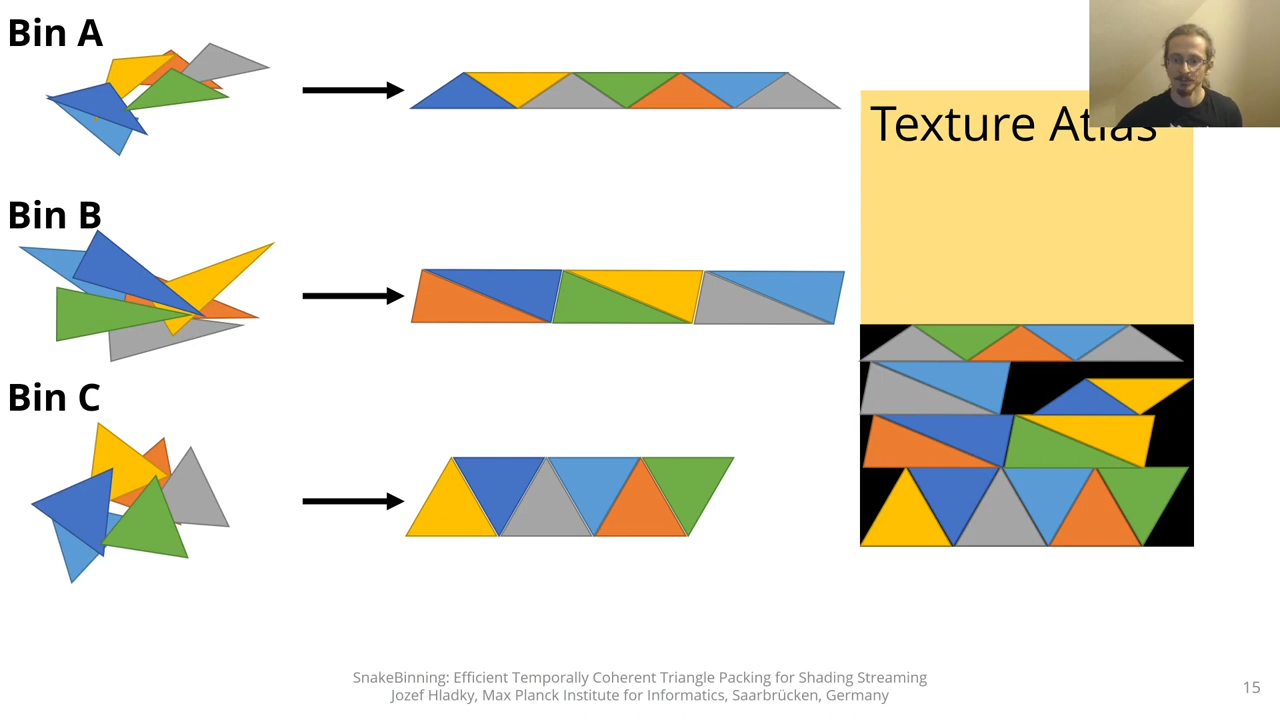 Bin A
Texture Atlas
Bin B
Bin C
SnakeBinning: Efficient Temporally Coherent Triangle Packing for Shading Streaming
Jozef Hladky, Max Planck Institute for Informatics, Saarbrücken, Germany
15